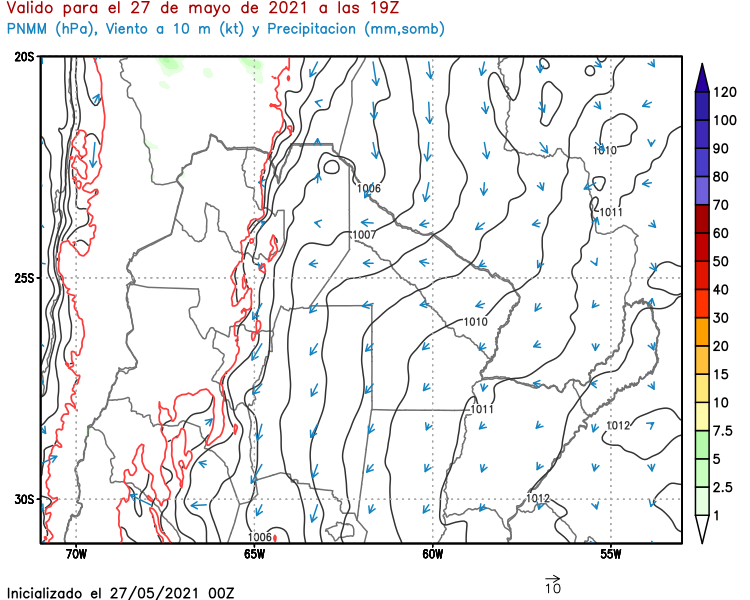 Valido para el 27 de mayo de 2021 a las 19Z
PNMM (hPa), Viento a 10 m (kt) y Precipitacion (mm,somb)
20S
25S
30S
70W
65W
60W
55W
1006
1007
1010
1011
1010
1011
1012
1012
1006
120
100
90
80
70
60
50
40
30
20
15
10
7.5
5
2.5
1
Inicializado el 27/05/2021 00Z
10